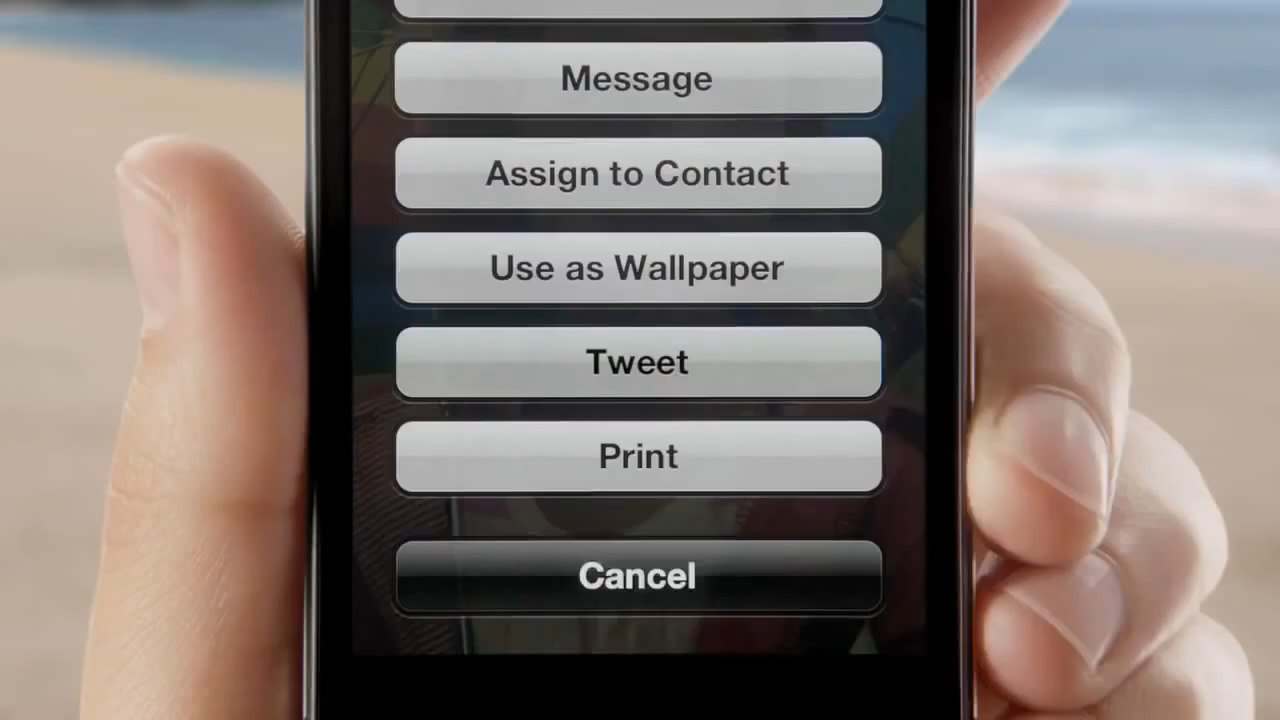 Message
Assign to Contact
Use as Wallpaper
Tweet
Print
Cancel